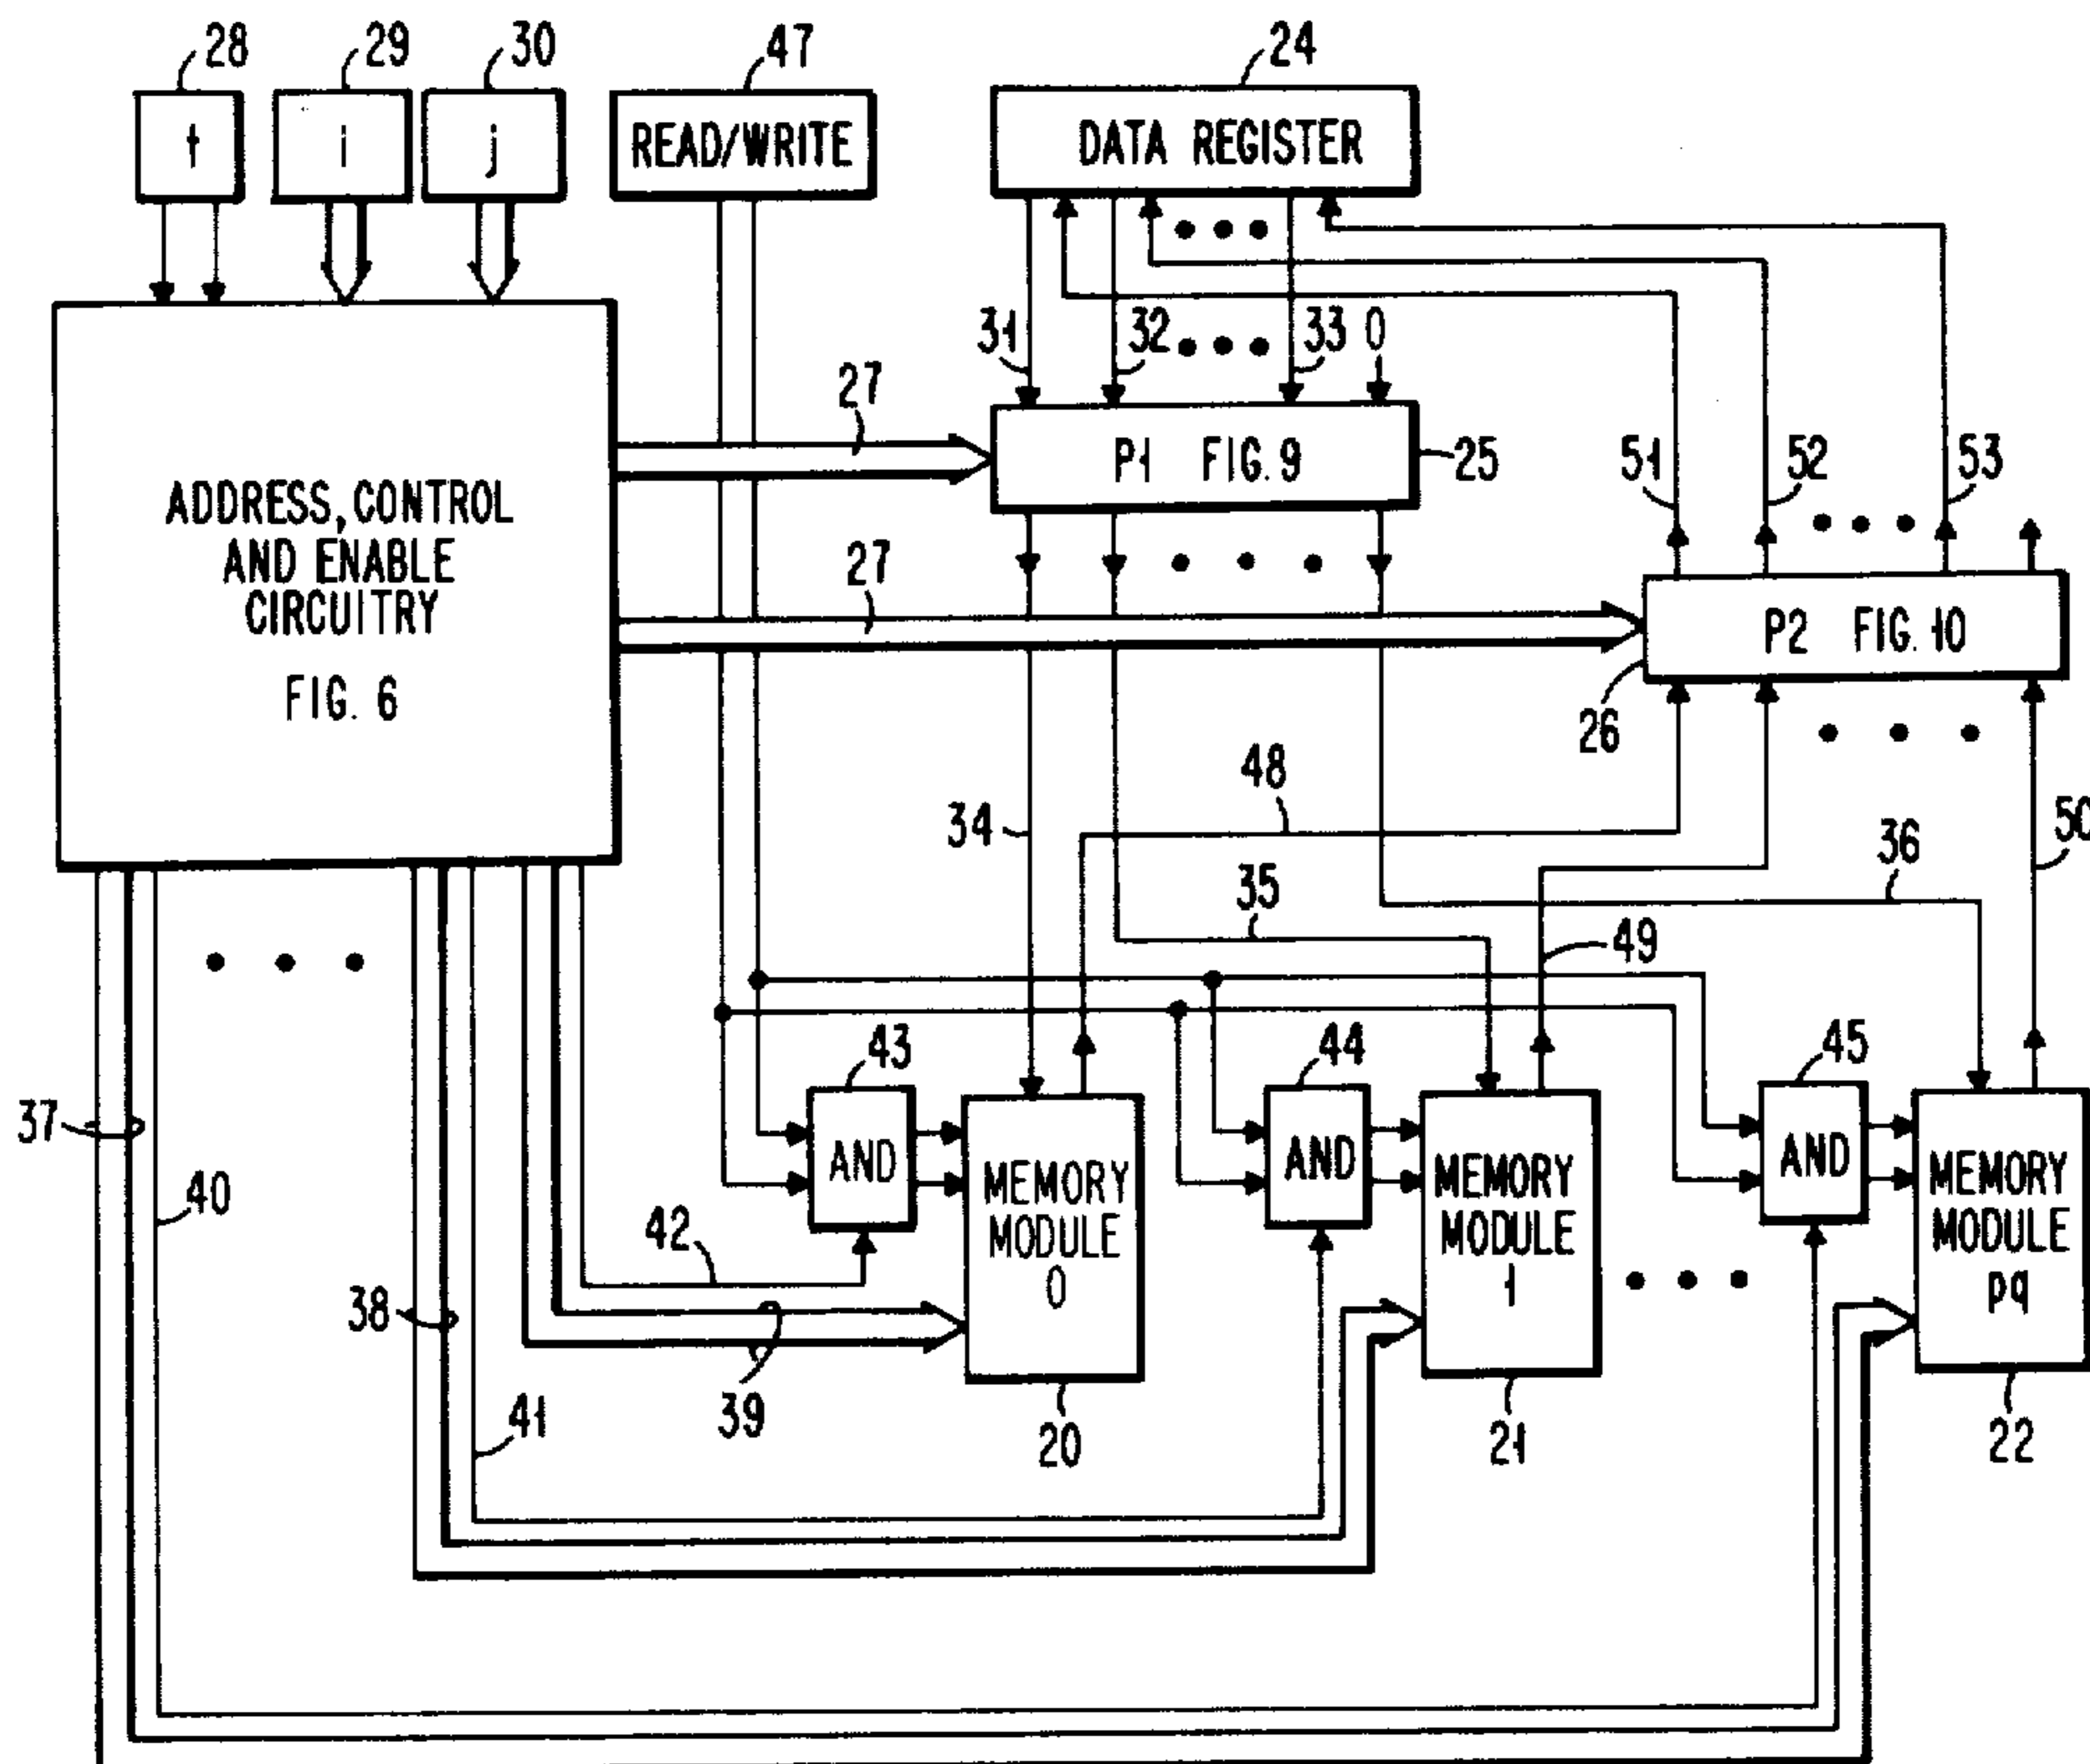 28 29 30 47 24
t i j READ/WRITE DATA REGISTER
31 32 33 0
27
P1 FIG. 9 25
51 52 53
ADDRESS, CONTROL
AND ENABLE
CIRCUITRY
FIG. 6
27
P2 FIG. 10
26
48
34 50
36
35
49
43 44 45
37
AND MEMORY
MODULE
0
AND MEMORY
MODULE
1
AND MEMORY
MODULE
pq
40
42
38
39
41
20 21 22